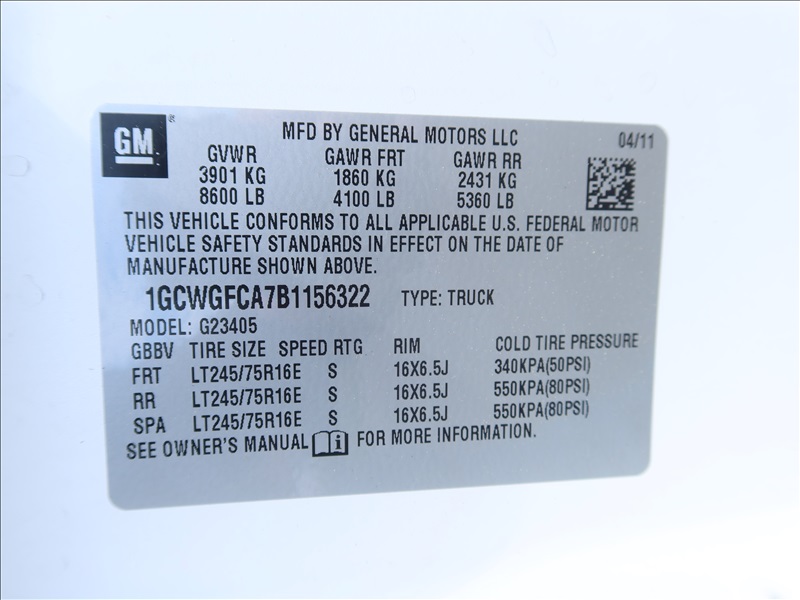 GM ®
MFD BY GENERAL MOTORS LLC 04/11
GVWR GAWR FRT GAWR RR
3901 KG 1860 KG 2431 KG
8600 LB 4100 LB 5360 LB
THIS VEHICLE CONFORMS TO ALL APPLICABLE U.S. FEDERAL MOTOR
VEHICLE SAFETY STANDARDS IN EFFECT ON THE DATE OF
MANUFACTURE SHOWN ABOVE.
1GCWGFCA7B1156322 TYPE: TRUCK
MODEL: G23405
GBBV TIRE SIZE SPEED RTG RIM COLD TIRE PRESSURE
FRT LT245/75R16E S 16X6.5J 340KPA(50PSI)
RR LT245/75R16E S 16X6.5J 550KPA(80PSI)
SPA LT245/75R16E S 16X6.5J 550KPA(80PSI)
SEE OWNER'S MANUAL i FOR MORE INFORMATION.